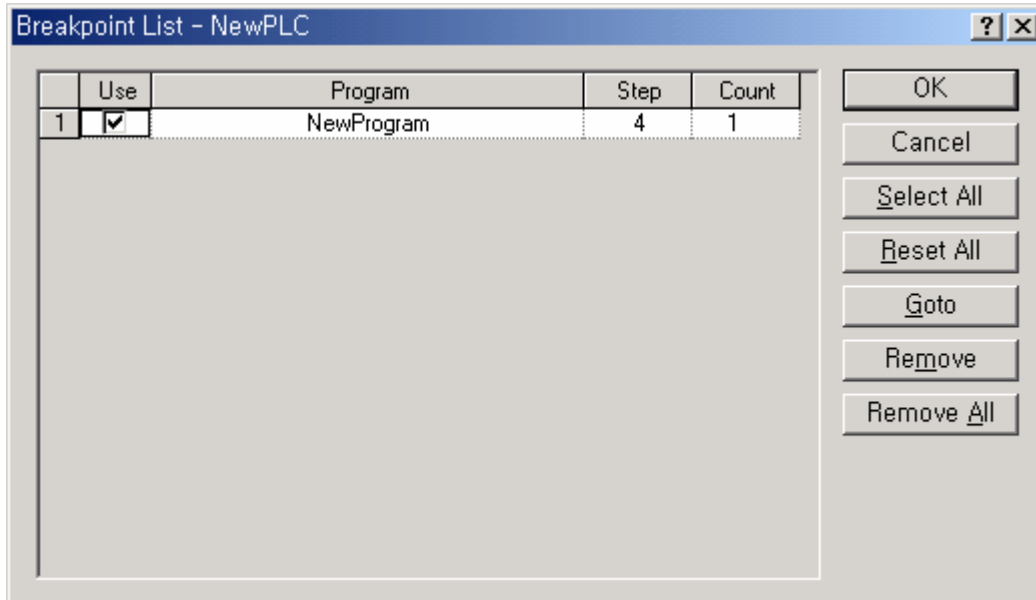 Breakpoint List - NewPLC
Use Program Step Count
1 NewProgram 4 1
OK
Cancel
Select All
Reset All
Goto
Remove
Remove All